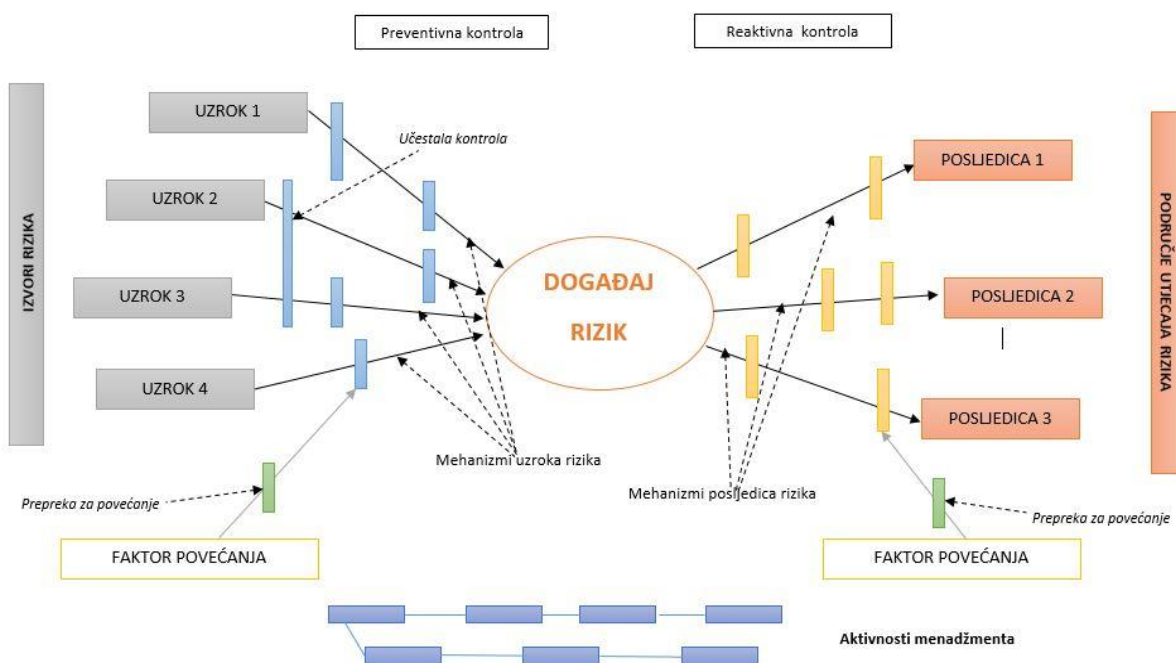 Preventivna kontrola
Reaktivna kontrola
IZVORI RIZIKA
UZROK 1
UZROK 2
UZROK 3
UZROK 4
Učestala kontrola
DOGAĐAJ
RIZIK
POSLJEDICA 1
POSLJEDICA 2
POSLJEDICA 3
PODRUČJE UTJECAJA RIZIKA
Mehanizmi uzroka rizika
Mehanizmi posljedica rizika
Prepreka za povećanje
Prepreka za povećanje
FAKTOR POVEĆANJA
FAKTOR POVEĆANJA
Aktivnosti menadžmenta